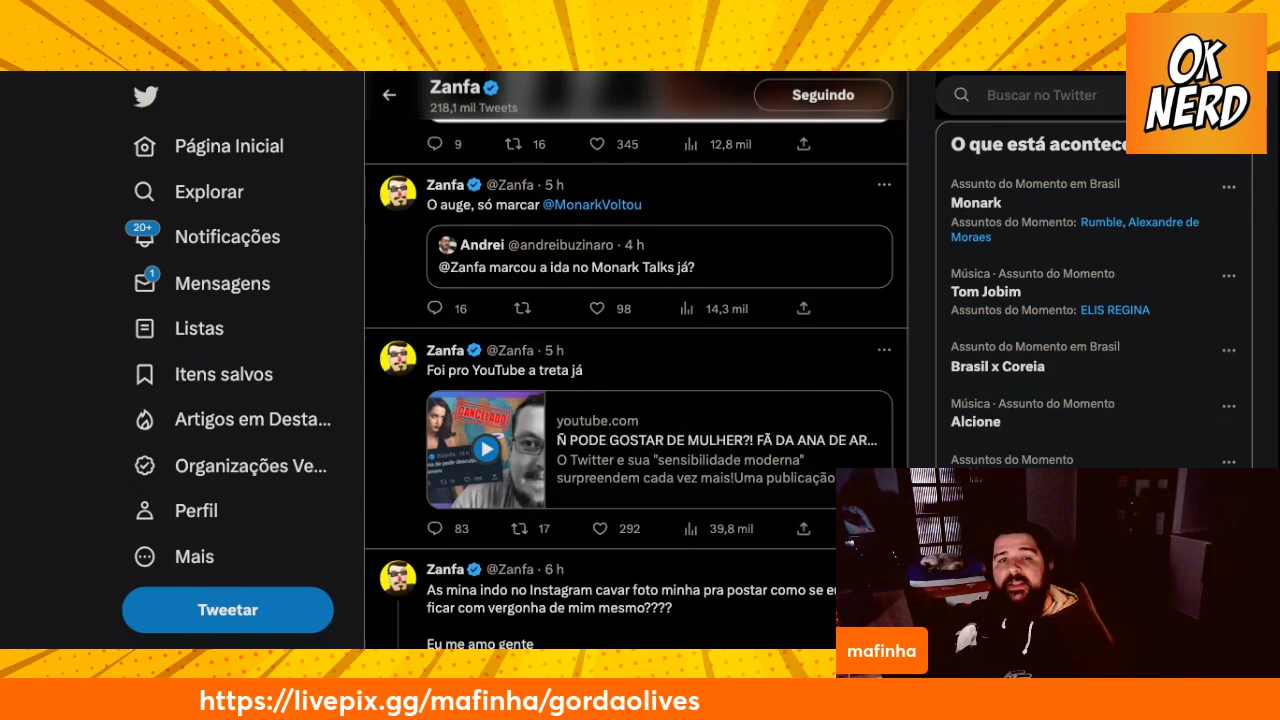 OK
NERD
Página Inicial
Explorar
20+
Notificações
1
Mensagens
Listas
Itens salvos
Artigos em Desta...
Organizações Ve...
Perfil
Mais
Tweetar
Zanfa
218,1 mil Tweets
Seguindo
9 16 345 12,8 mil
Zanfa @Zanfa · 5 h
O auge, só marcar @MonarkVoltou
Andrei @andreibuzinaro · 4 h
@Zanfa marcou a ida no Monark Talks já?
16 98 14,3 mil
Zanfa @Zanfa · 5 h
Foi pro YouTube a treta já
CANCELADO!
youtube.com
Ñ PODE GOSTAR DE MULHER?! FÃ DA ANA DE AR...
O Twitter e sua "sensibilidade moderna"
surpreendem cada vez mais!Uma publicação
83 17 292 39,8 mil
Zanfa @Zanfa · 6 h
As mina indo no Instagram cavar foto minha pra postar como se eu
ficar com vergonha de mim mesmo????
Eu me amo gente
Buscar no Twitter
O que está acontec
Assunto do Momento em Brasil
Monark
Assuntos do Momento: Rumble, Alexandre de
Moraes
Música · Assunto do Momento
Tom Jobim
Assuntos do Momento: ELIS REGINA
Assunto do Momento em Brasil
Brasil x Coreia
Música · Assunto do Momento
Alcione
Assuntos do Momento
mafinha
https://livepix.gg/mafinha/gordaolives